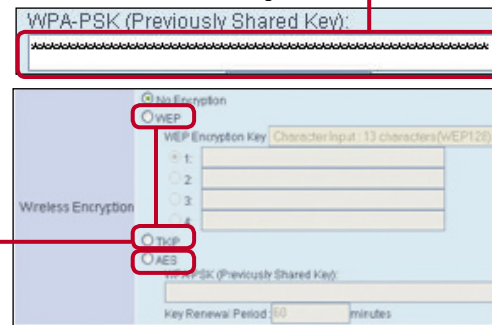 WPA-PSK (Previously Shared Key):
****************************************************************
No Encryption
WEP
WEP Encryption Key Character Input : 13 characters(WEP128)
1:
2:
3:
4:
Wireless Encryption
TKIP
AES
WPA-PSK (Previously Shared Key):
Key Renewal Period: 60 minutes